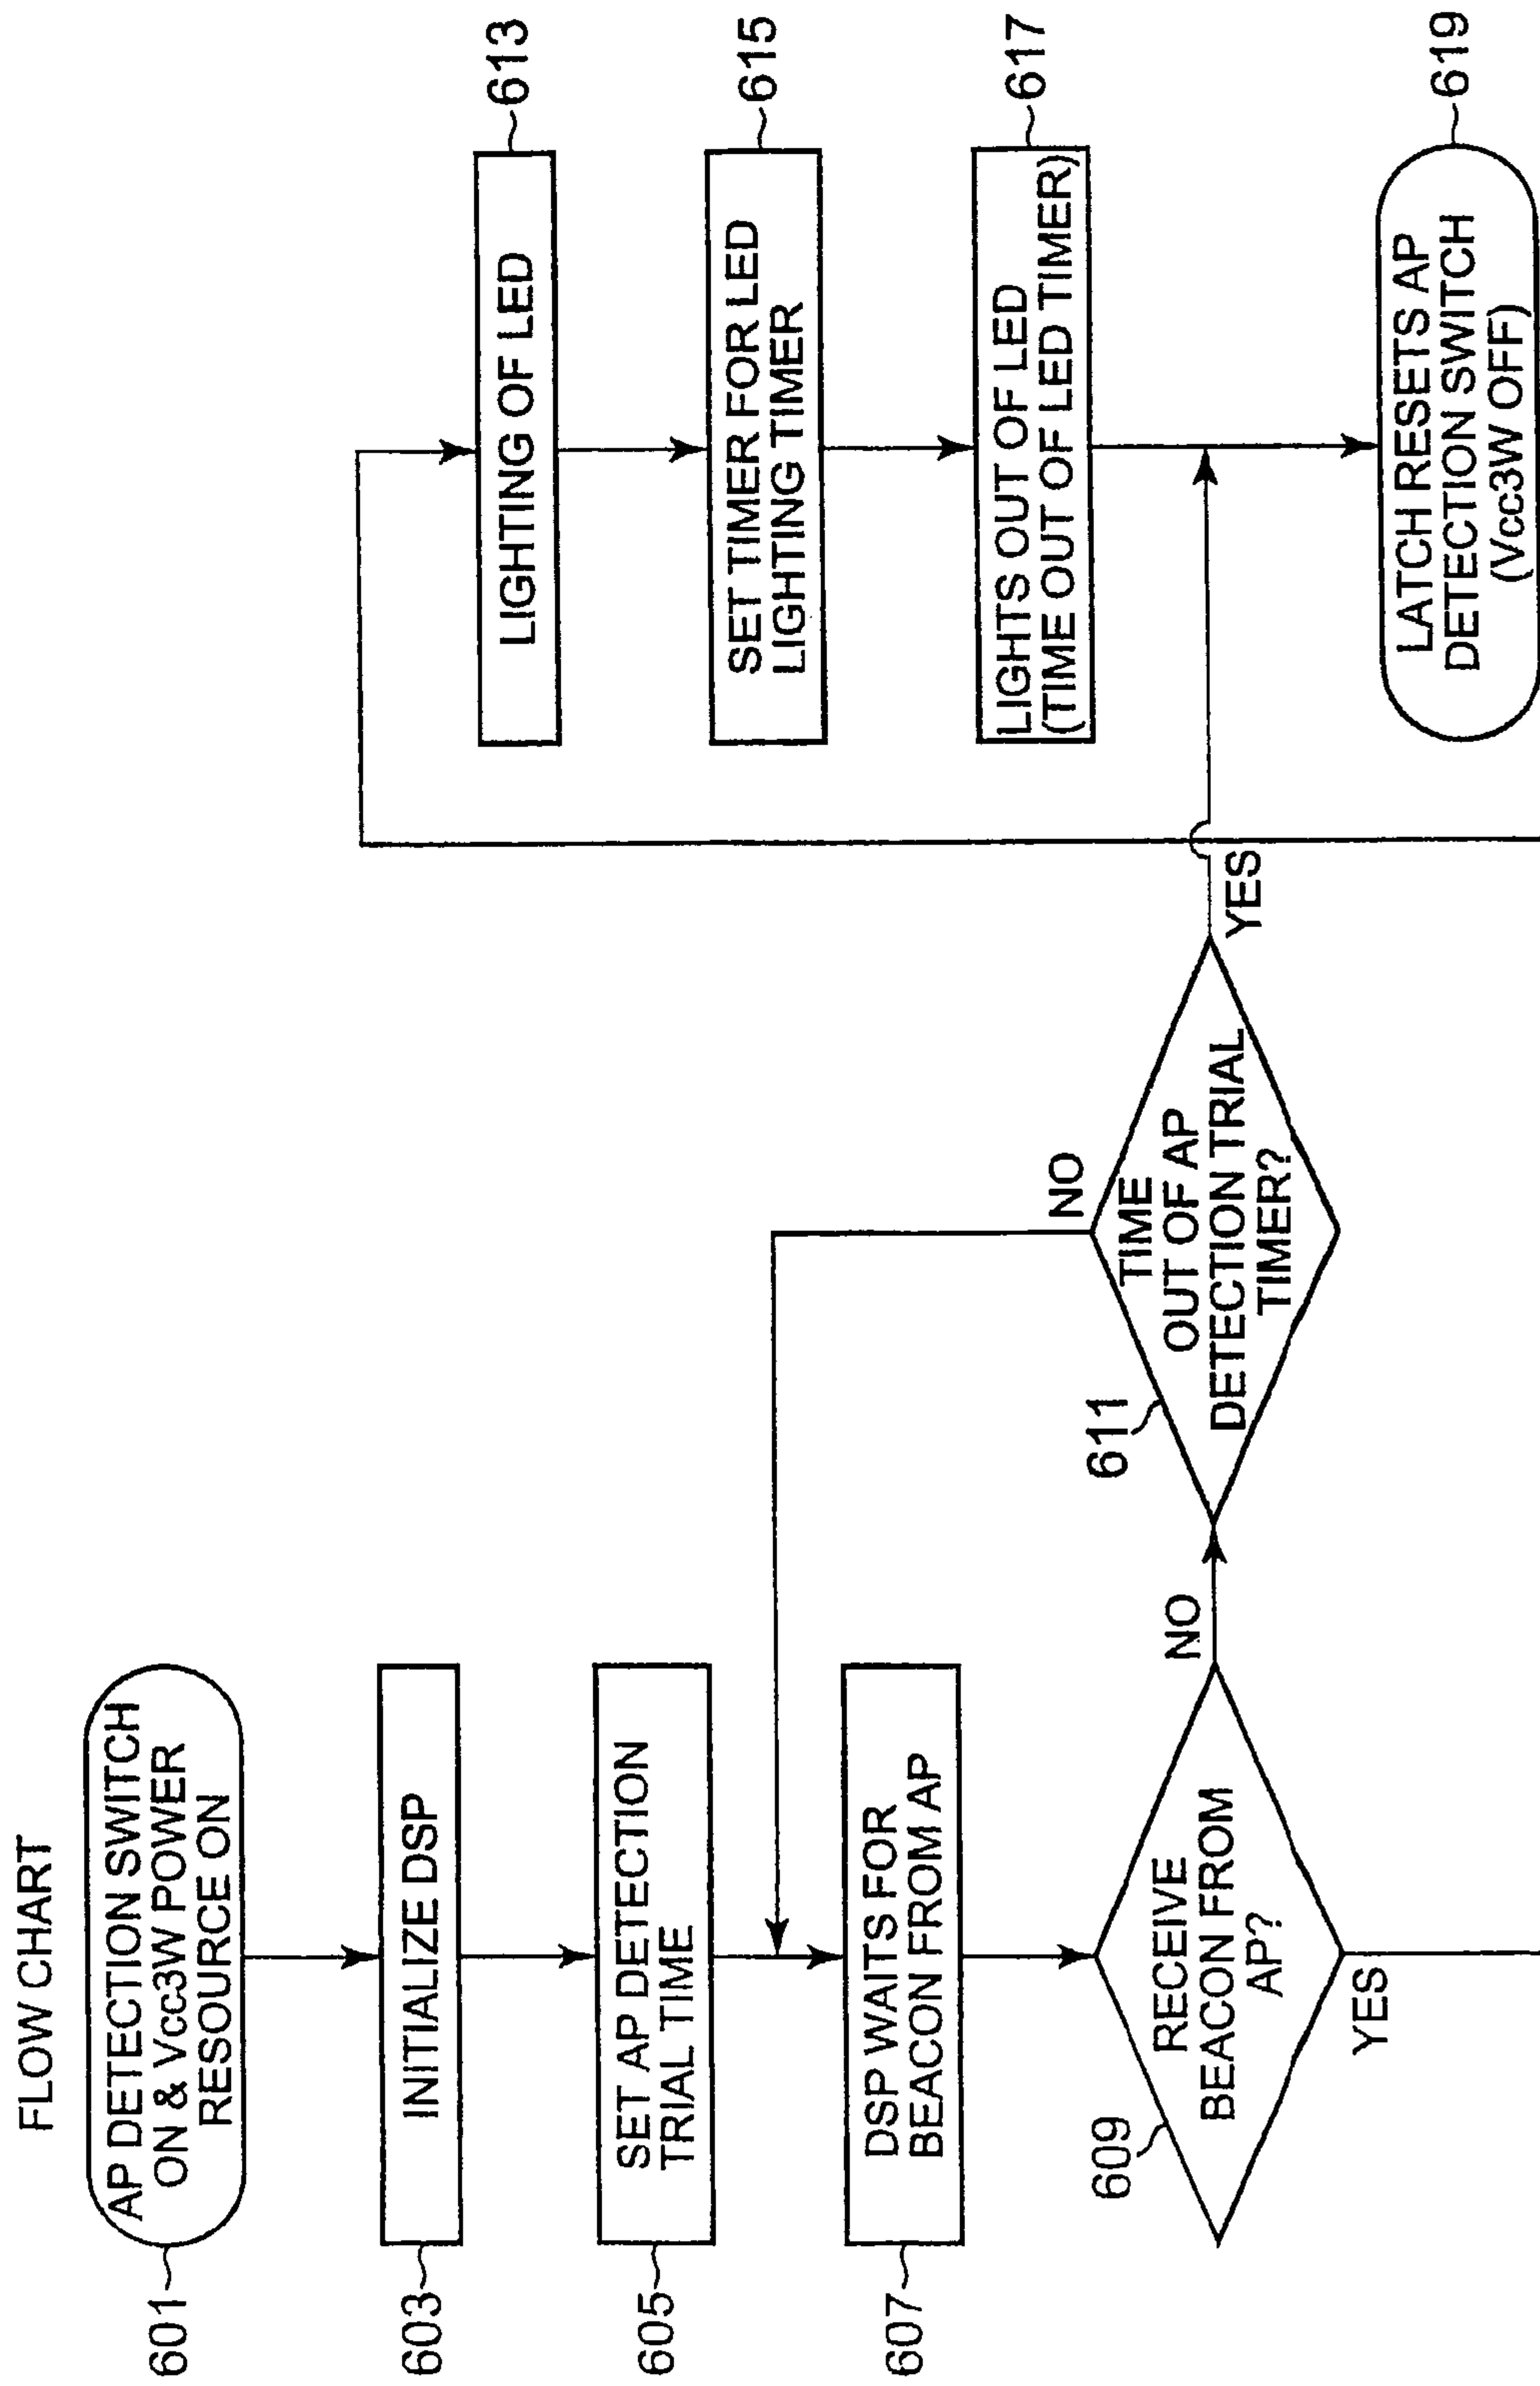 FLOW CHART
601
AP DETECTION SWITCH
ON & Vcc3W POWER
RESOURCE ON
603
INITIALIZE DSP
605
SET AP DETECTION
TRIAL TIME
607
DSP WAITS FOR
BEACON FROM AP
609
RECEIVE
BEACON FROM
AP?
NO
YES
611
TIME
OUT OF AP
DETECTION TRIAL
TIMER?
NO
YES
LIGHTING OF LED
613
SET TIMER FOR LED
LIGHTING TIMER
615
LIGHTS OUT OF LED
(TIME OUT OF LED TIMER)
617
LATCH RESETS AP
DETECTION SWITCH
(Vcc3W OFF)
619